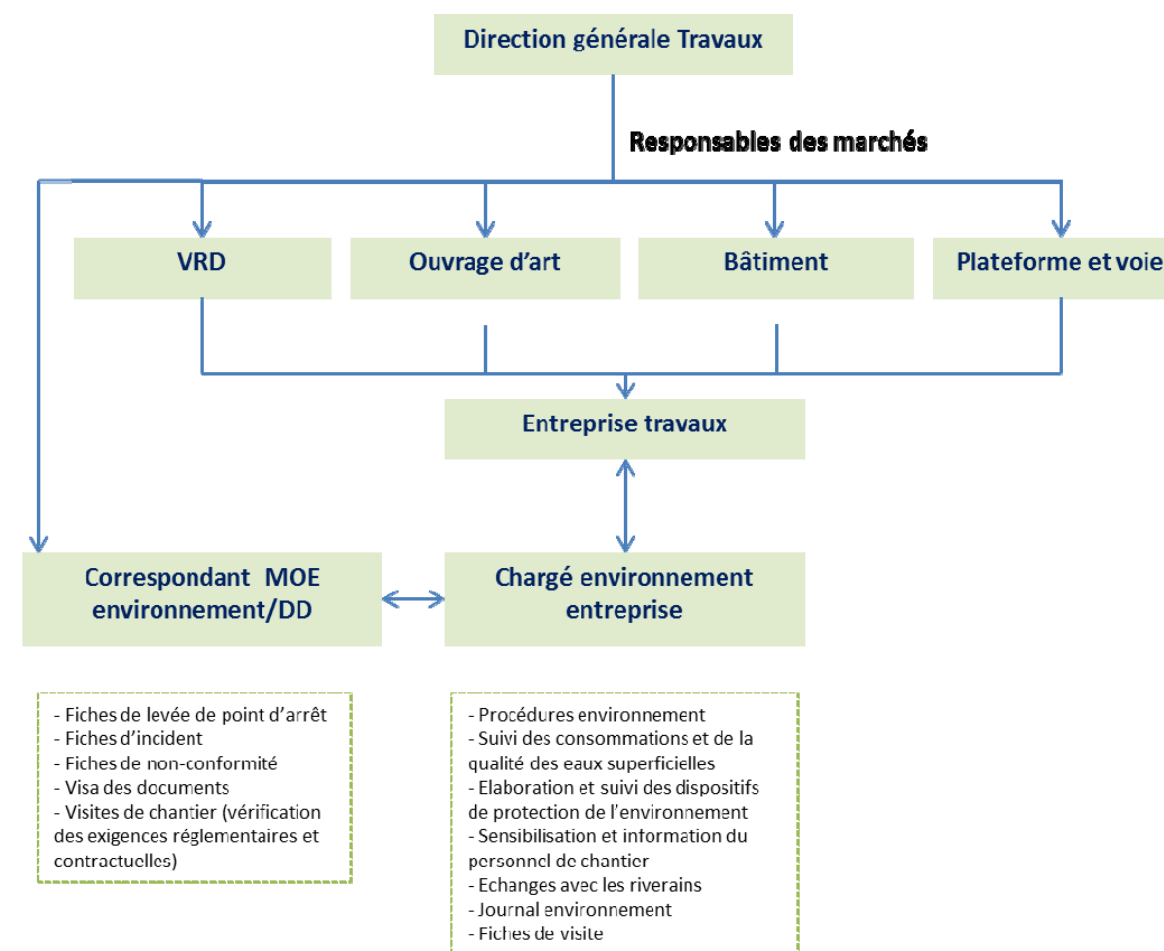 Direction générale Travaux
Responsables des marchés
VRD
Ouvrage d'art
Bâtiment
Plateforme et voie
Entreprise travaux
Correspondant MOE
environnement/DD
Chargé environnement
entreprise
- Fiches de levée de point d'arrêt
- Fiches d'incident
- Fiches de non-conformité
- Visa des documents
- Visites de chantier (vérification
des exigences réglementaires et
contractuelles)
- Procédures environnement
- Suivi des consommations et de la
qualité des eaux superficielles
- Elaboration et suivi des dispositifs
de protection de l'environnement
- Sensibilisation et information du
personnel de chantier
- Echanges avec les riverains
- Journal environnement
- Fiches de visite